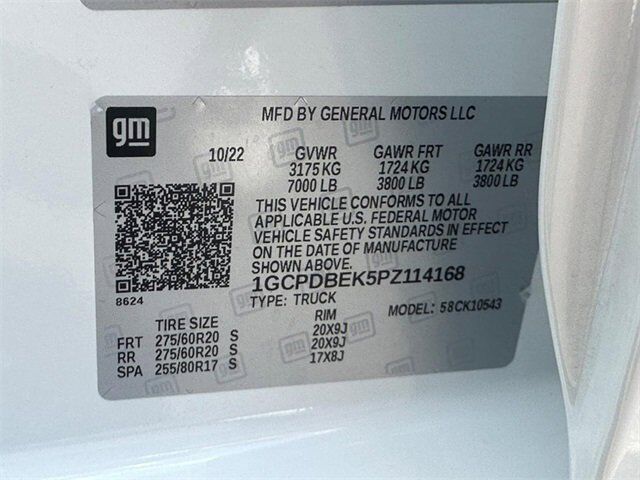 gm
MFD BY GENERAL MOTORS LLC
10/22 GVWR GAWR FRT GAWR RR
3175 KG 1724 KG 1724 KG
7000 LB 3800 LB 3800 LB
THIS VEHICLE CONFORMS TO ALL
APPLICABLE U.S. FEDERAL MOTOR
VEHICLE SAFETY STANDARDS IN EFFECT
ON THE DATE OF MANUFACTURE
SHOWN ABOVE.
8624
1GCPDBEK5PZ114168
TYPE: TRUCK MODEL: 58CK10543
TIRE SIZE RIM
FRT 275/60R20 S 20X9J
RR 275/60R20 S 20X9J
SPA 255/80R17 S 17X8J